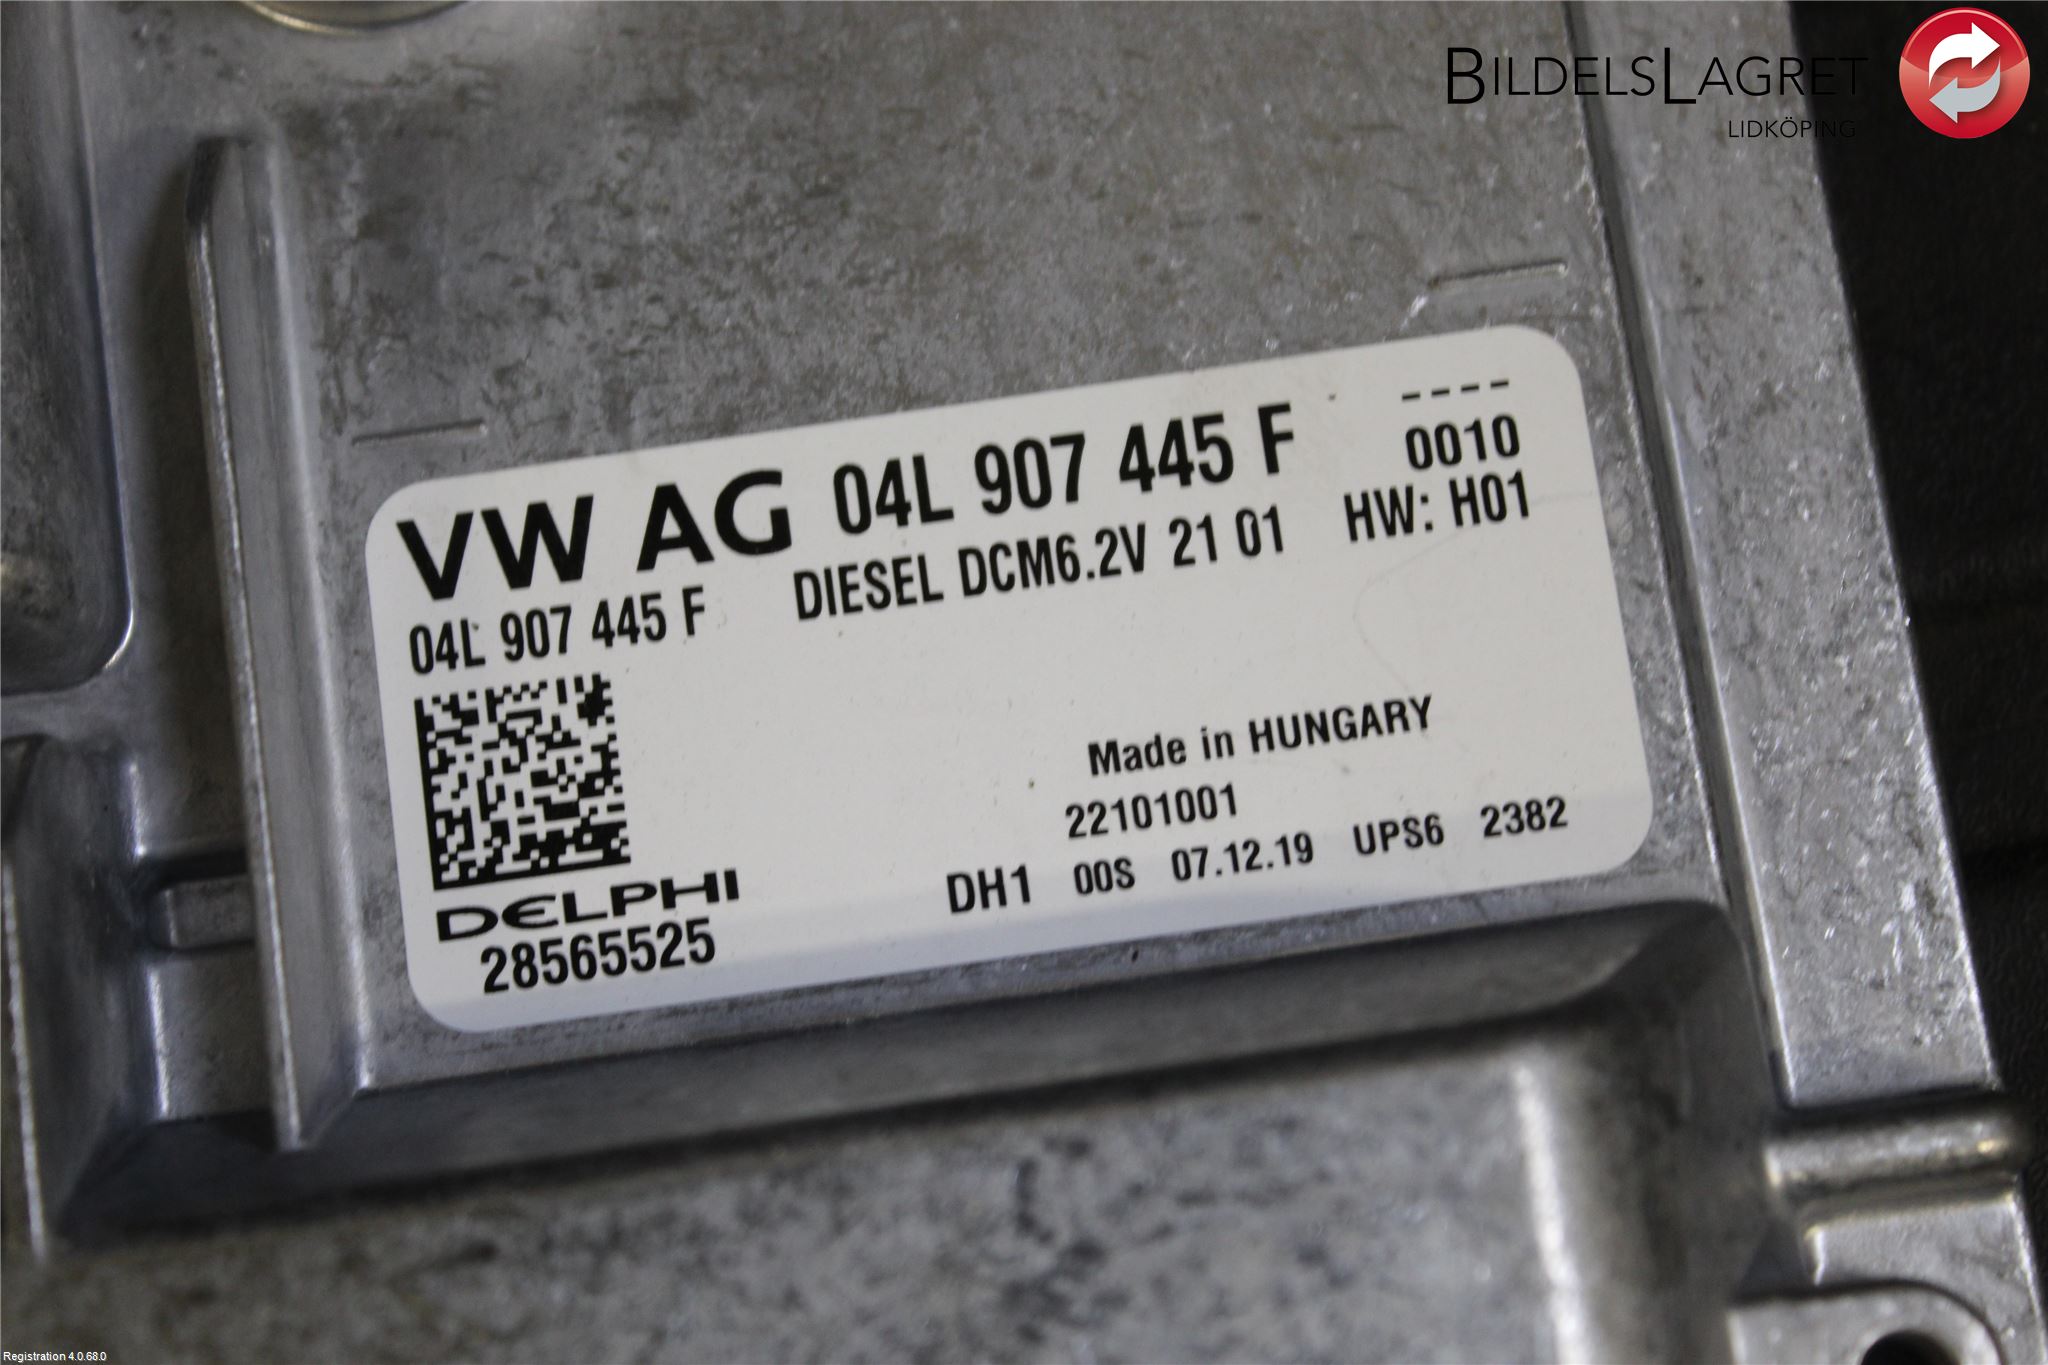 BILDELSLAGRET
LIDKÖPING
VW AG 04L 907 445 F
----
0010
04L 907 445 F DIESEL DCM6.2V 21 01 HW: H01
Made in HUNGARY
22101001
DELPHI
28565525
DH1 00S 07.12.19 UPS6 2382
Registration 4.0.68.0